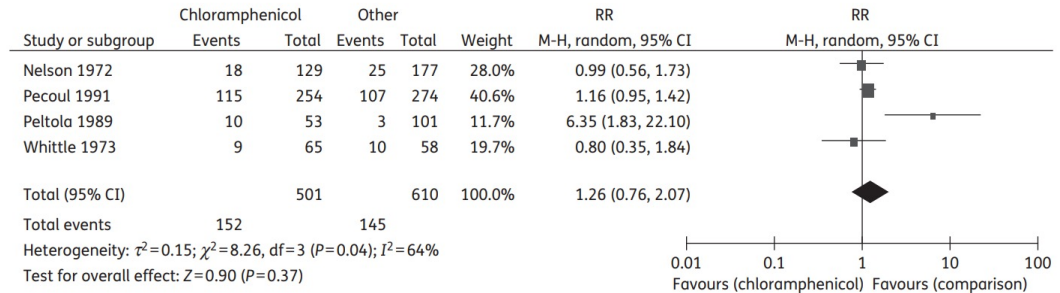 Chloramphenicol Other RR RR
Study or subgroup Events Total Events Total Weight M-H, random, 95% CI M-H, random, 95% CI
Nelson 1972 18 129 25 177 28.0% 0.99 (0.56, 1.73)
Pecoul 1991 115 254 107 274 40.6% 1.16 (0.95, 1.42)
Peltola 1989 10 53 3 101 11.7% 6.35 (1.83, 22.10)
Whittle 1973 9 65 10 58 19.7% 0.80 (0.35, 1.84)
Total (95% CI) 501 610 100.0% 1.26 (0.76, 2.07)
Total events 152 145
Heterogeneity: τ²=0.15; χ²=8.26, df=3 (P=0.04); I²=64%
Test for overall effect: Z=0.90 (P=0.37)
0.01 0.1 1 10 100
Favours (chloramphenicol) Favours (comparison)